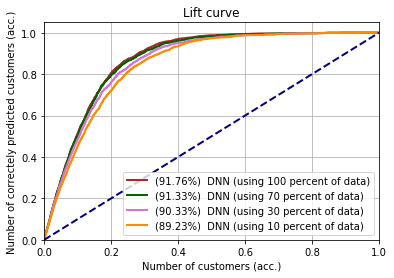 Lift curve
Number of correctely predicted customers (acc.)
1.0
0.8
0.6
0.4
0.2
0.0
(91.76%) DNN (using 100 percent of data)
(91.33%) DNN (using 70 percent of data)
(90.33%) DNN (using 30 percent of data)
(89.23%) DNN (using 10 percent of data)
0.0 0.2 0.4 0.6 0.8 1.0
Number of customers (acc.)